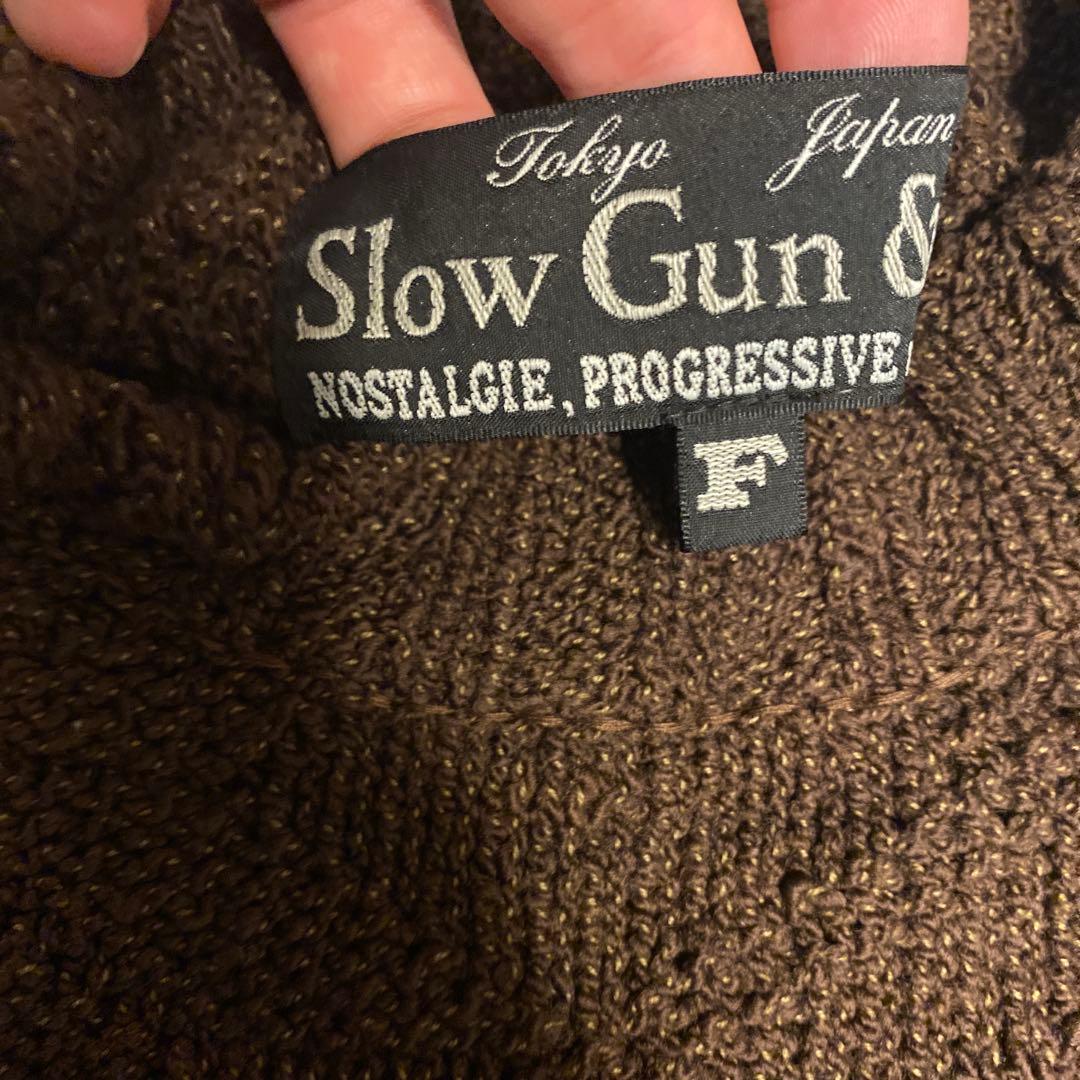 Tokyo Japan
Slow Gun &
NOSTALGIE, PROGRESSIVE
F